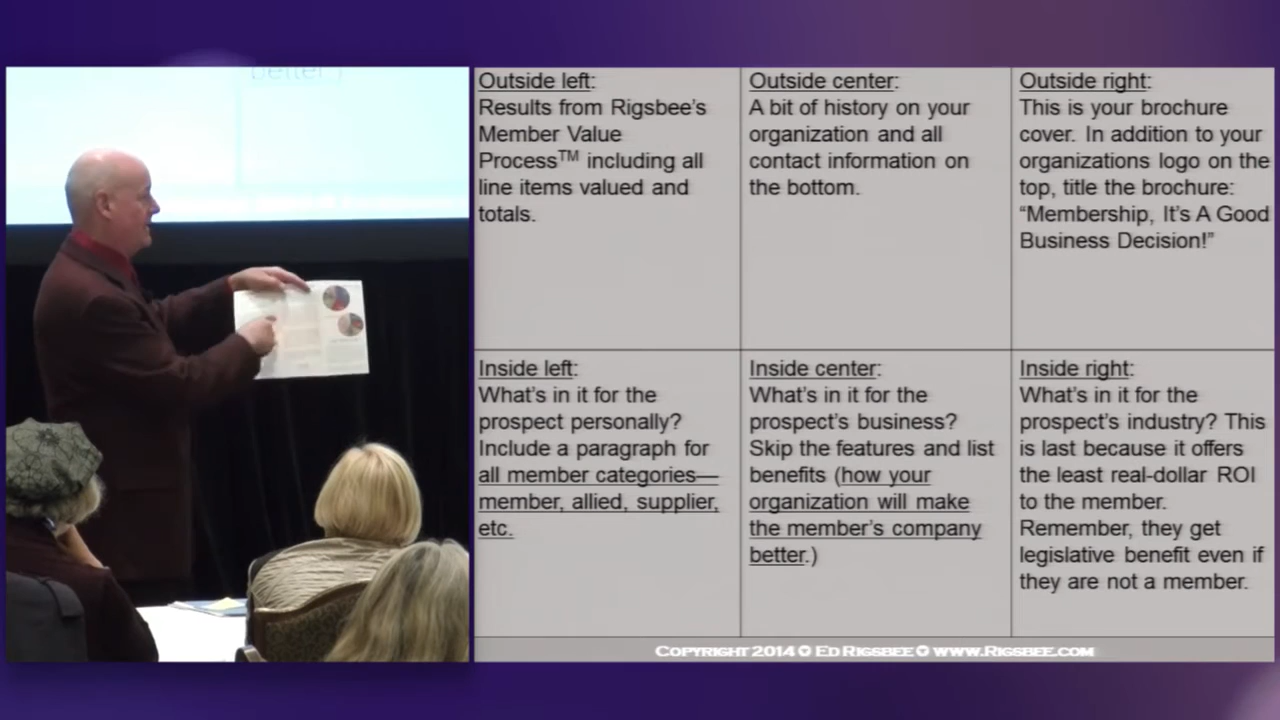 better.)
Outside left:
Results from Rigsbee’s
Member Value
Process™ including all
line items valued and
totals.
Outside center:
A bit of history on your
organization and all
contact information on
the bottom.
Outside right:
This is your brochure
cover. In addition to your
organizations logo on the
top, title the brochure:
“Membership, It’s A Good
Business Decision!”
Inside left:
What’s in it for the
prospect personally?
Include a paragraph for
all member categories—
member, allied, supplier,
etc.
Inside center:
What’s in it for the
prospect’s business?
Skip the features and list
benefits (how your
organization will make
the member’s company
better.)
Inside right:
What’s in it for the
prospect’s industry? This
is last because it offers
the least real-dollar ROI
to the member.
Remember, they get
legislative benefit even if
they are not a member.
Copyright 2014 ✪ Ed Rigsbee ✪ www.Rigsbee.com